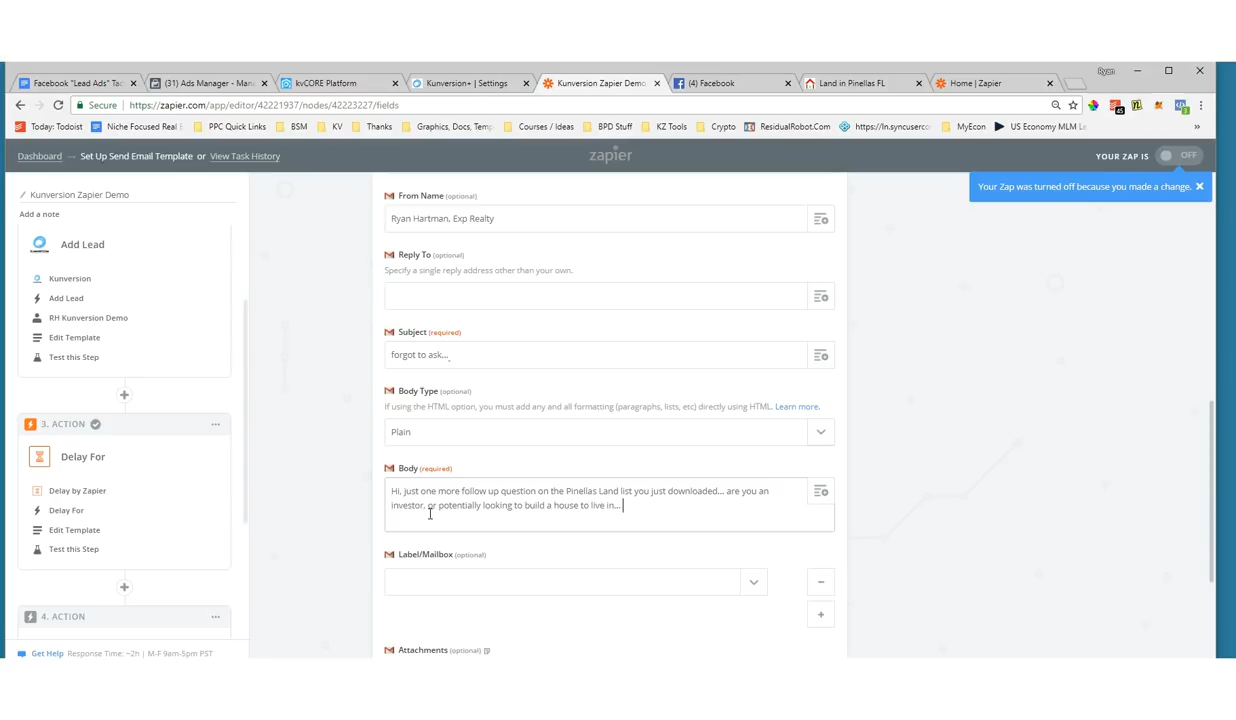 Ryan
Facebook "Lead Ads" Tac
(31) Ads Manager - Mana
kvCORE Platform
Kunversion+ | Settings
Kunversion Zapier Demo
(4) Facebook
Land in Pinellas FL
Home | Zapier
Secure
https://zapier.com/app/editor/42221937/nodes/42223227/fields
Today: Todoist
Niche Focused Real E
PPC Quick Links
BSM
KV
Thanks
Graphics, Docs, Temp
Courses / Ideas
BPD Stuff
KZ Tools
Crypto
ResidualRobot.Com
https://ln.syncuserco
MyEcon
US Economy MLM Le
»
Dashboard → Set Up Send Email Template or View Task History
zapier
YOUR ZAP IS OFF
Your Zap was turned off because you made a change.
Kunversion Zapier Demo
Add a note
Add Lead
Kunversion
Add Lead
RH Kunversion Demo
Edit Template
Test this Step
3. ACTION
Delay For
Delay by Zapier
Delay For
Edit Template
Test this Step
4. ACTION
Get Help Response Time: ~2h | M-F 9am-5pm PST
From Name (optional)
Ryan Hartman, Exp Realty
Reply To (optional)
Specify a single reply address other than your own.
Subject (required)
forgot to ask...
Body Type (optional)
If using the HTML option, you must add any and all formatting (paragraphs, lists, etc) directly using HTML. Learn more.
Plain
Body (required)
Hi, just one more follow up question on the Pinellas Land list you just downloaded... are you an
investor, or potentially looking to build a house to live in...
Label/Mailbox (optional)
Attachments (optional)